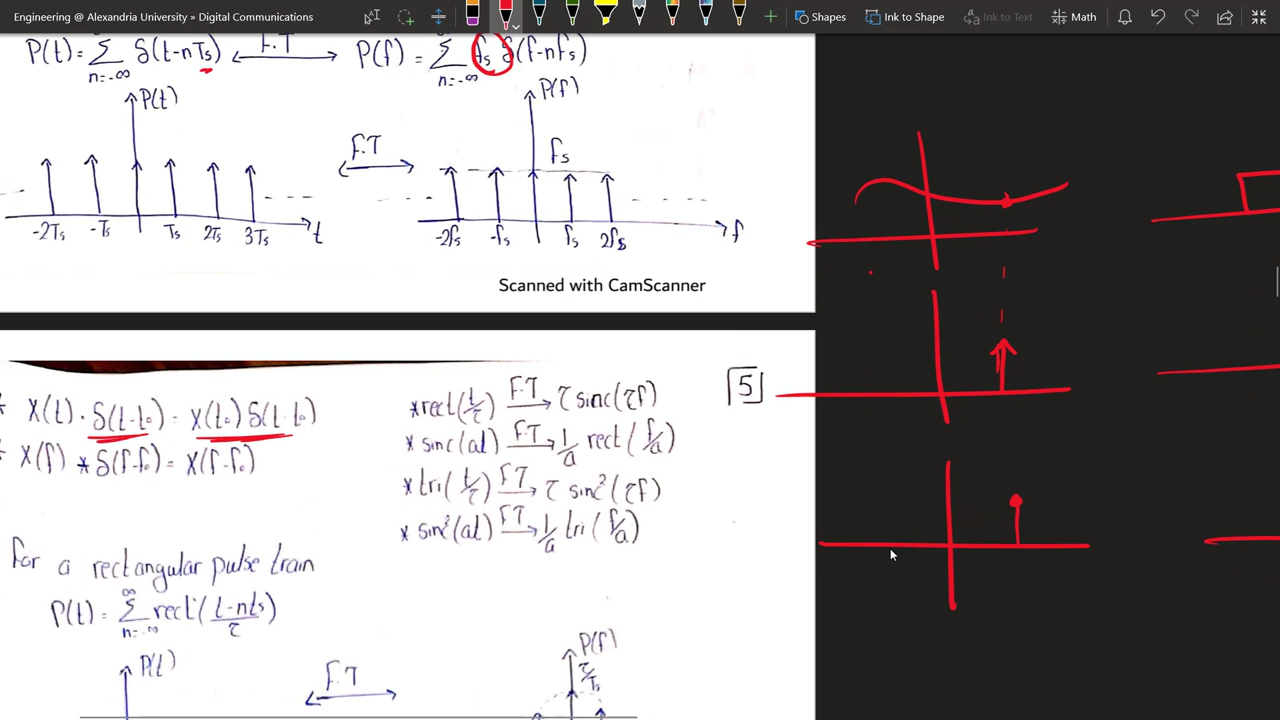 Engineering @ Alexandria University » Digital Communications
Shapes
Ink to Shape
Ink to Text
Math
P(t)= ∑ δ(t-nTs) F.T P(f)= ∑ fs δ(f-nfs)
n=-∞ n=-∞
P(t) P(f)
F.T fs
-2Ts -Ts Ts 2Ts 3Ts t -2fs -fs fs 2fs f
Scanned with CamScanner
5
X(t) · δ(t-t₀) = X(t₀) δ(t-t₀)
X(f) * δ(f-f₀) = X(f-f₀)
*rect(t/τ) F.T τ sinc(τf)
*sinc(at) F.T 1/a rect(f/a)
*tri(t/τ) F.T τ sinc²(τf)
*sinc²(at) F.T 1/a tri(f/a)
for a rectangular pulse train
P(t)= ∑ rect(t-nts/τ)
∞
n=-∞
P(t) F.T P(f)
τ/Ts